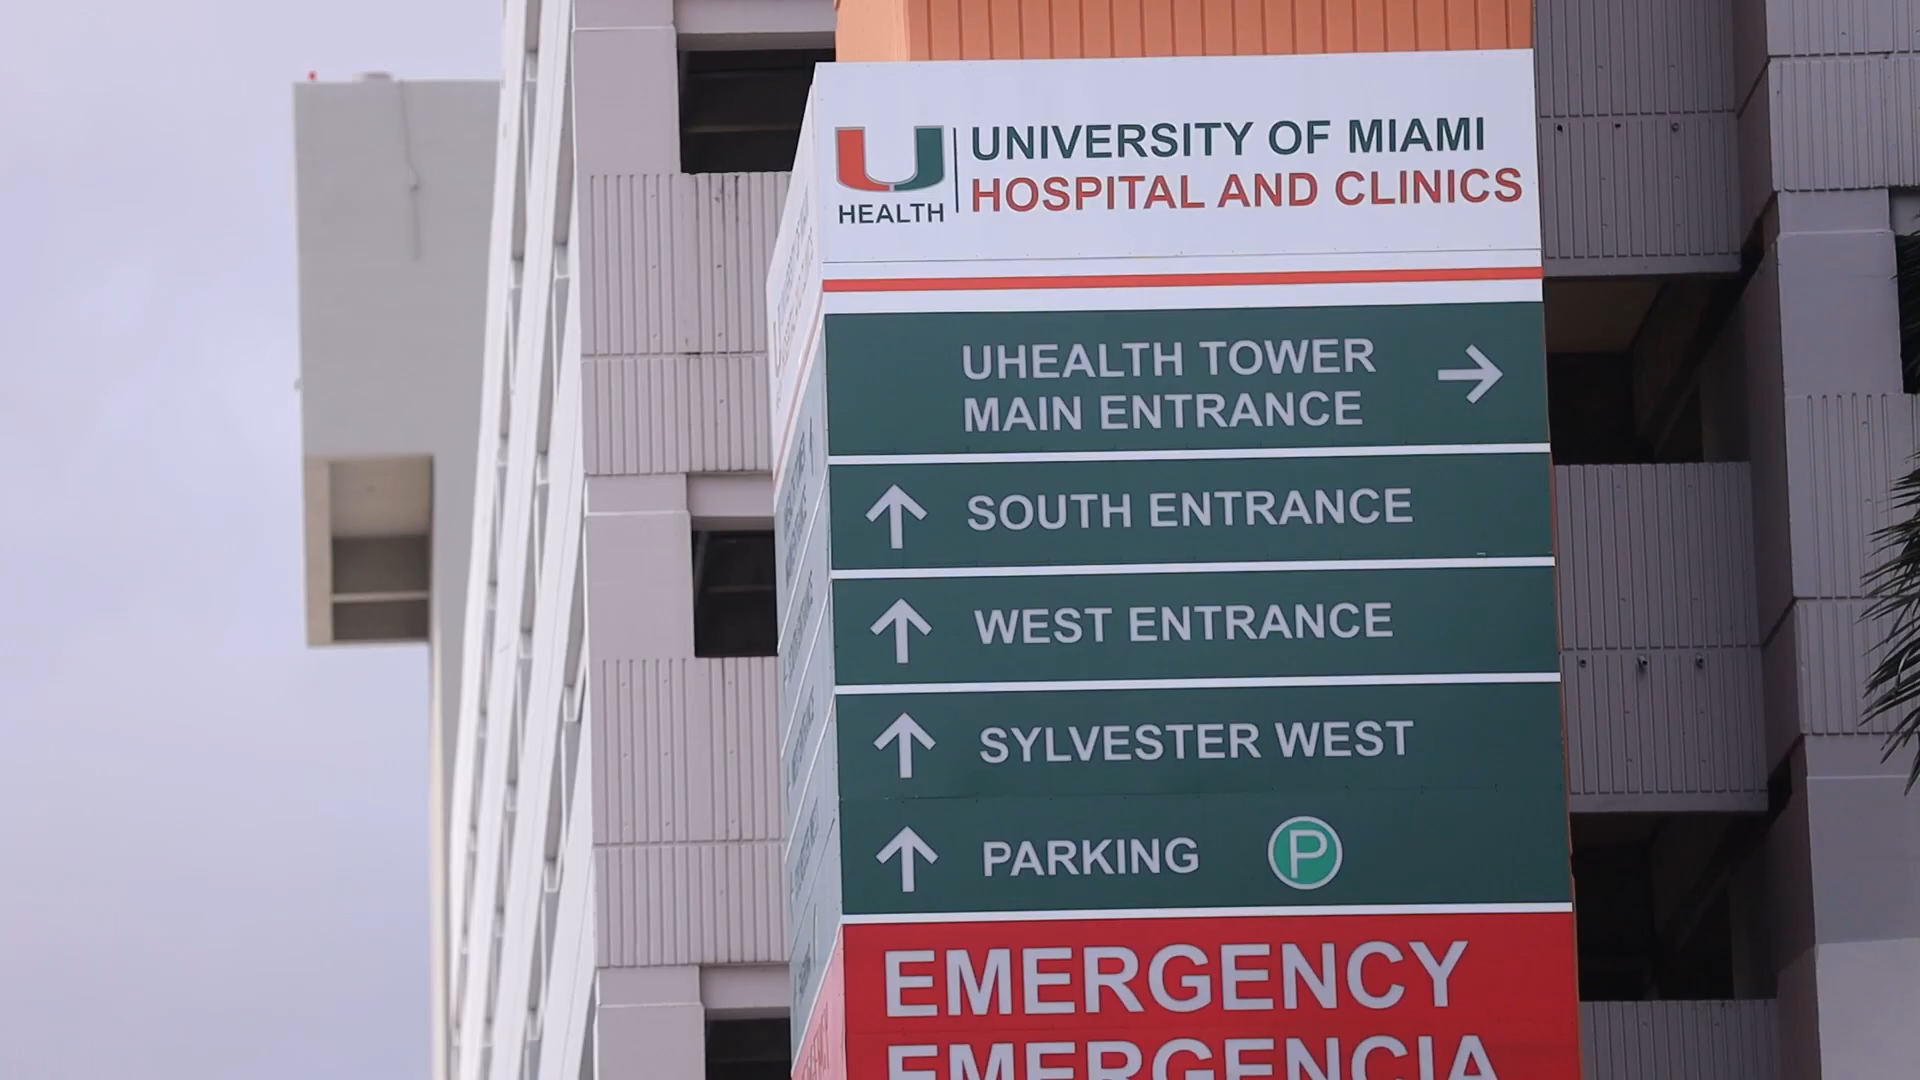 UNIVERSITY OF MIAMI
HOSPITAL AND CLINICS
U HEALTH
UHEALTH TOWER
MAIN ENTRANCE
SOUTH ENTRANCE
WEST ENTRANCE
SYLVESTER WEST
PARKING P
EMERGENCY
EMERGENCIA